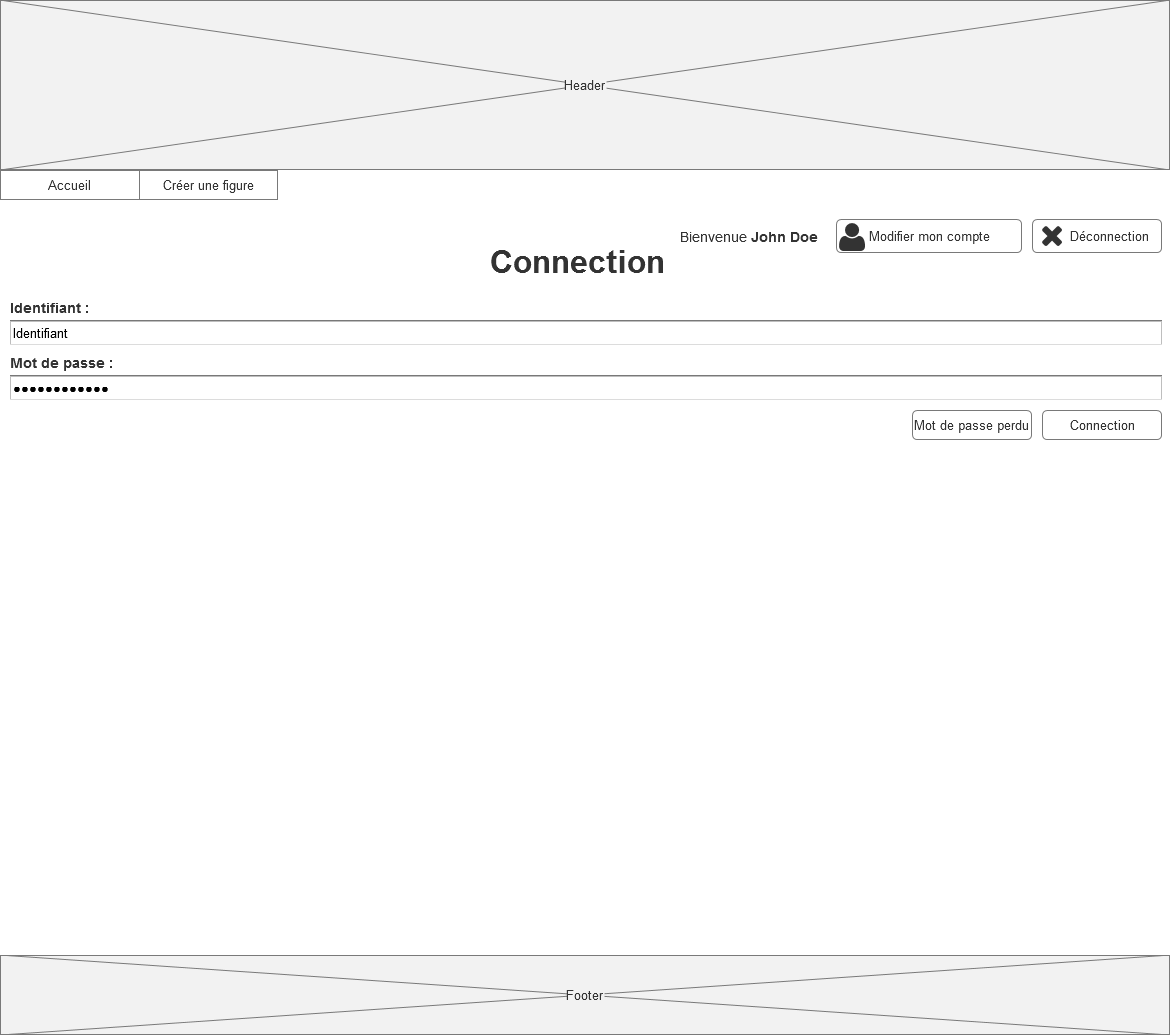 Header
Accueil
Créer une figure
Bienvenue John Doe
Modifier mon compte
Déconnection
Connection
Identifiant :
Identifiant
Mot de passe :
••••••••••••
Mot de passe perdu
Connection
Footer